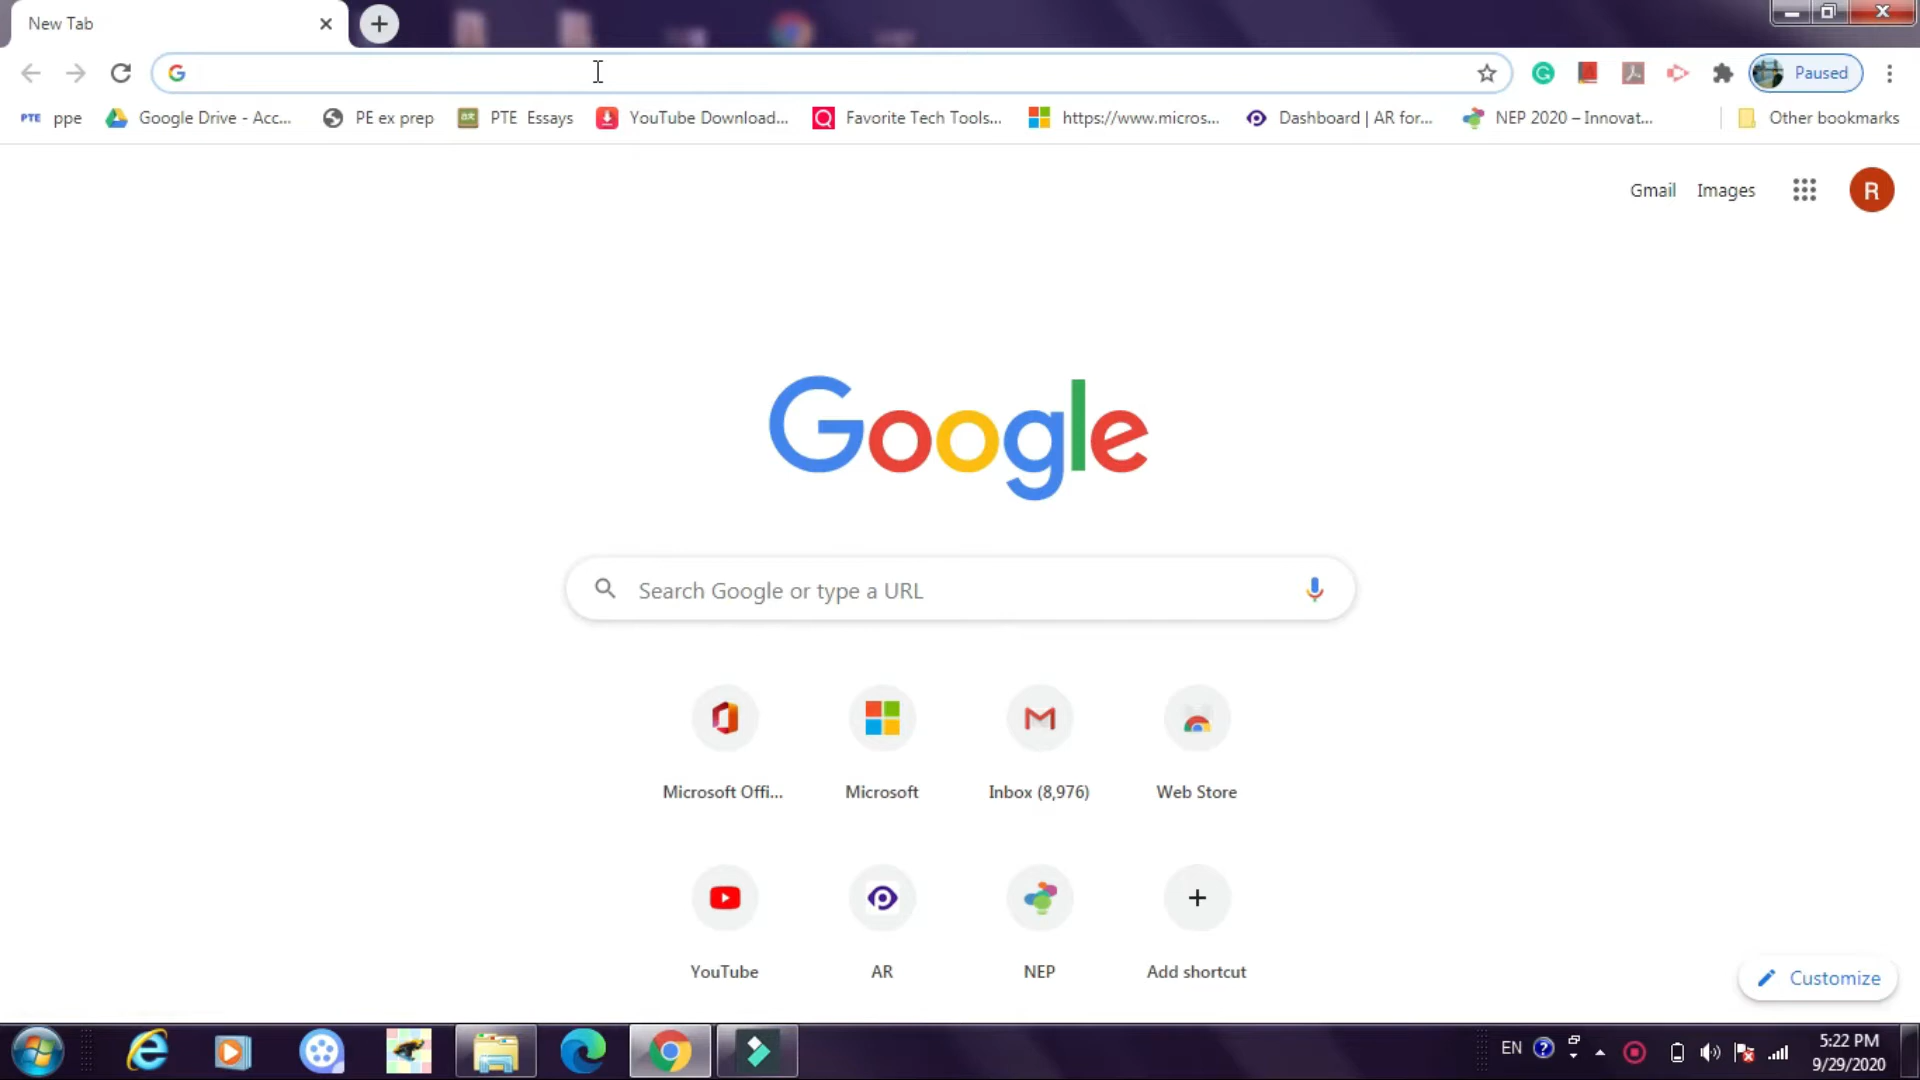 New Tab
Paused
PTE ppe
Google Drive - Acc...
PE ex prep
PTE Essays
YouTube Download...
Favorite Tech Tools...
https://www.micros...
Dashboard | AR for...
NEP 2020 – Innovat...
Other bookmarks
Gmail Images
R
Google
Search Google or type a URL
Microsoft Offi...
Microsoft
Inbox (8,976)
Web Store
YouTube
AR
NEP
Add shortcut
Customize
EN
5:22 PM
9/29/2020